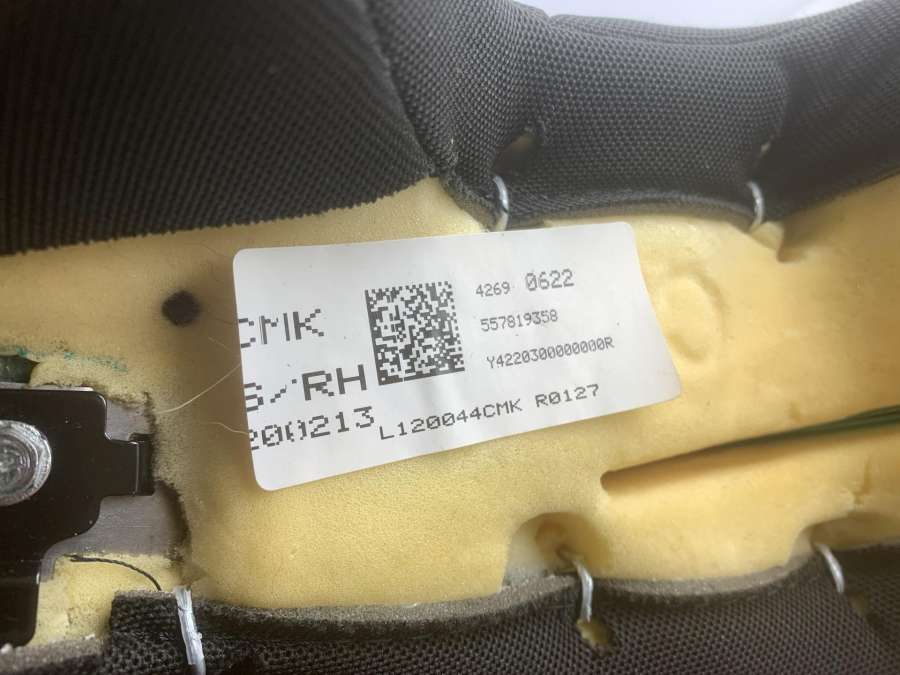 4269 0622
557819358
Y4220300000000R
CMK
S/RH
200213
L120044CMK R0127